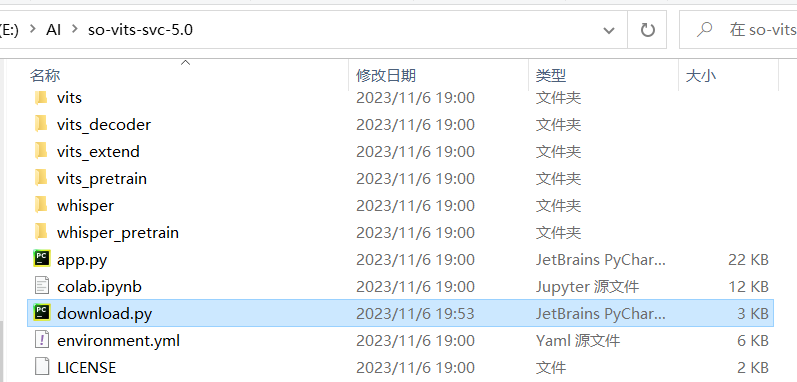 (E:) AI so-vits-svc-5.0 在 so-vits
名称 修改日期 类型 大小
vits 2023/11/6 19:00 文件夹
vits_decoder 2023/11/6 19:00 文件夹
vits_extend 2023/11/6 19:00 文件夹
vits_pretrain 2023/11/6 19:00 文件夹
whisper 2023/11/6 19:00 文件夹
whisper_pretrain 2023/11/6 19:00 文件夹
app.py 2023/11/6 19:00 JetBrains PyChar... 22 KB
colab.ipynb 2023/11/6 19:00 Jupyter 源文件 12 KB
download.py 2023/11/6 19:53 JetBrains PyChar... 3 KB
environment.yml 2023/11/6 19:00 Yaml 源文件 6 KB
LICENSE 2023/11/6 19:00 文件 2 KB